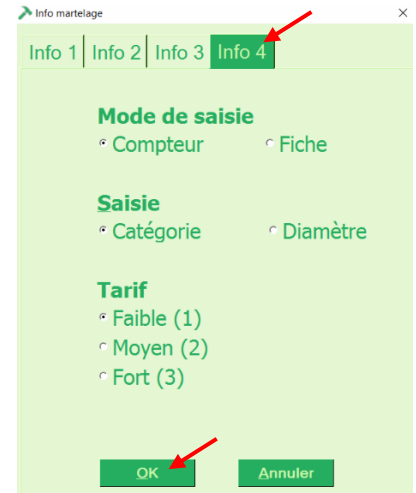 Info martelage
Info 1 Info 2 Info 3 Info 4
Mode de saisie
Compteur Fiche
Saisie
Catégorie Diamètre
Tarif
Faible (1)
Moyen (2)
Fort (3)
OK Annuler